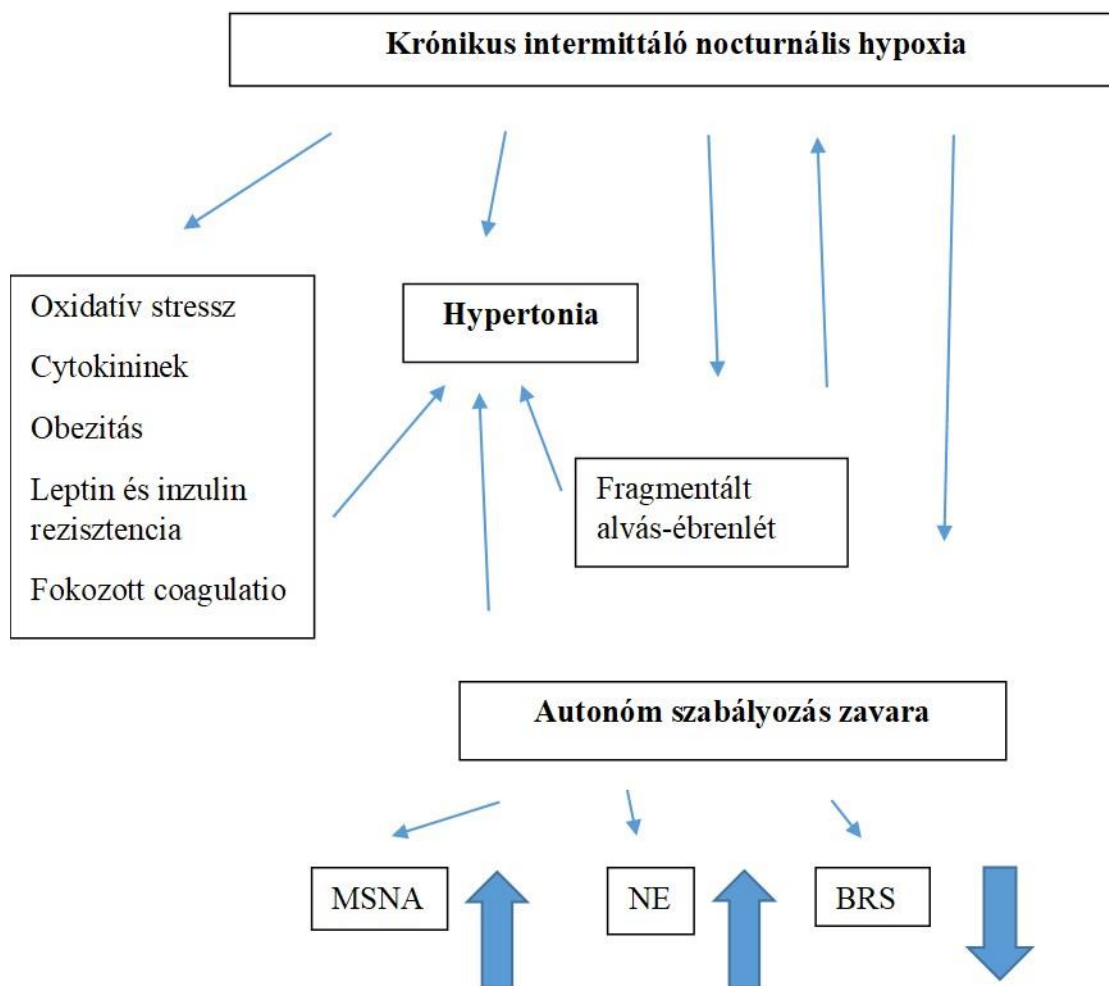 Krónikus intermittáló nocturnális hypoxia
Oxidatív stressz
Cytokininek
Obezitás
Leptin és inzulin
rezisztencia
Fokozott coagulatio
Hypertonia
Fragmentált
alvás-ébrenlét
Autonóm szabályozás zavara
MSNA
NE
BRS